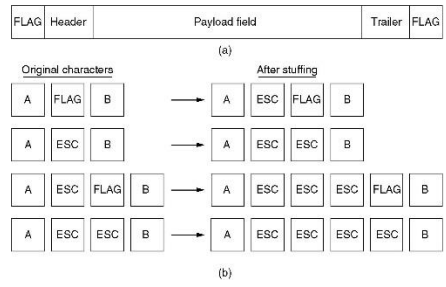 FLAG Header Payload field Trailer FLAG
(a)
Original characters After stuffing
A FLAG B A ESC FLAG B
A ESC B A ESC ESC B
A ESC FLAG B A ESC ESC ESC FLAG B
A ESC ESC B A ESC ESC ESC ESC B
(b)